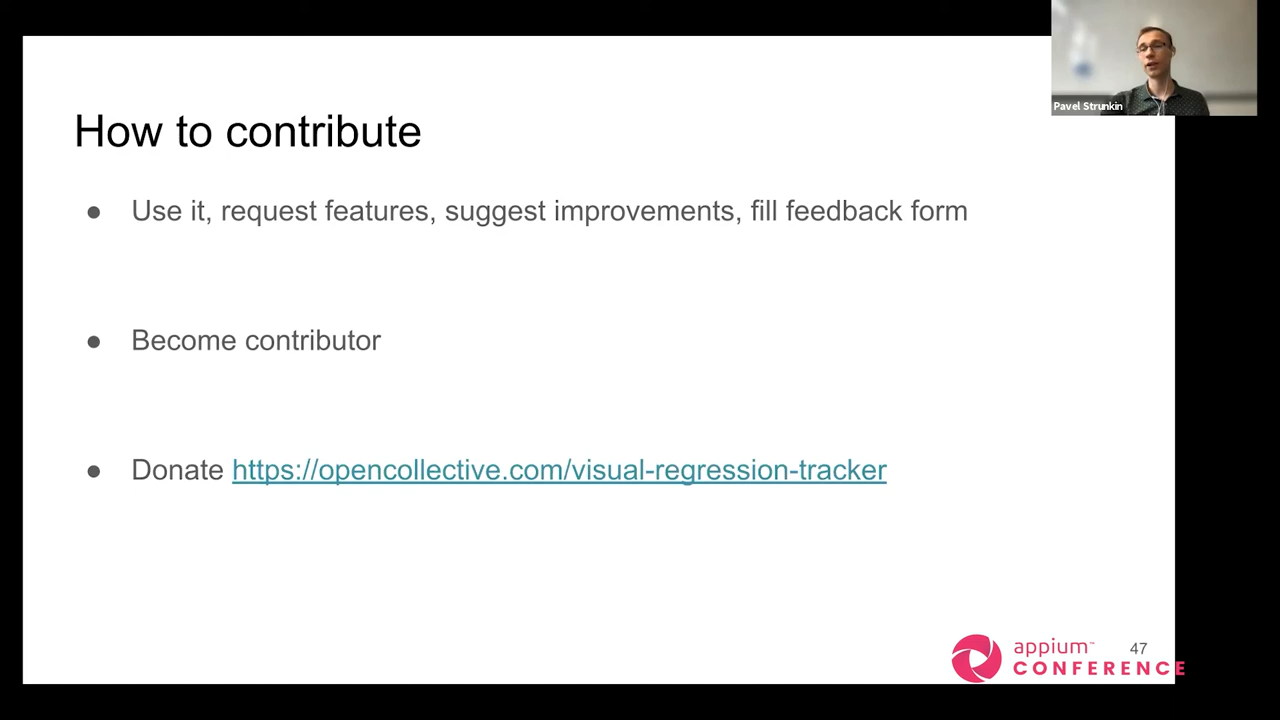 Pavel Strunkin
How to contribute
● Use it, request features, suggest improvements, fill feedback form
● Become contributor
● Donate https://opencollective.com/visual-regression-tracker
appium™
CONFERENCE
47